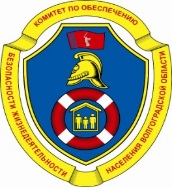 КОМИТЕТ ПО ОБЕСПЕЧЕНИЮ
БЕЗОПАСНОСТИ ЖИЗНЕДЕЯТЕЛЬНОСТИ
НАСЕЛЕНИЯ ВОЛГОГРАДСКОЙ ОБЛАСТИ